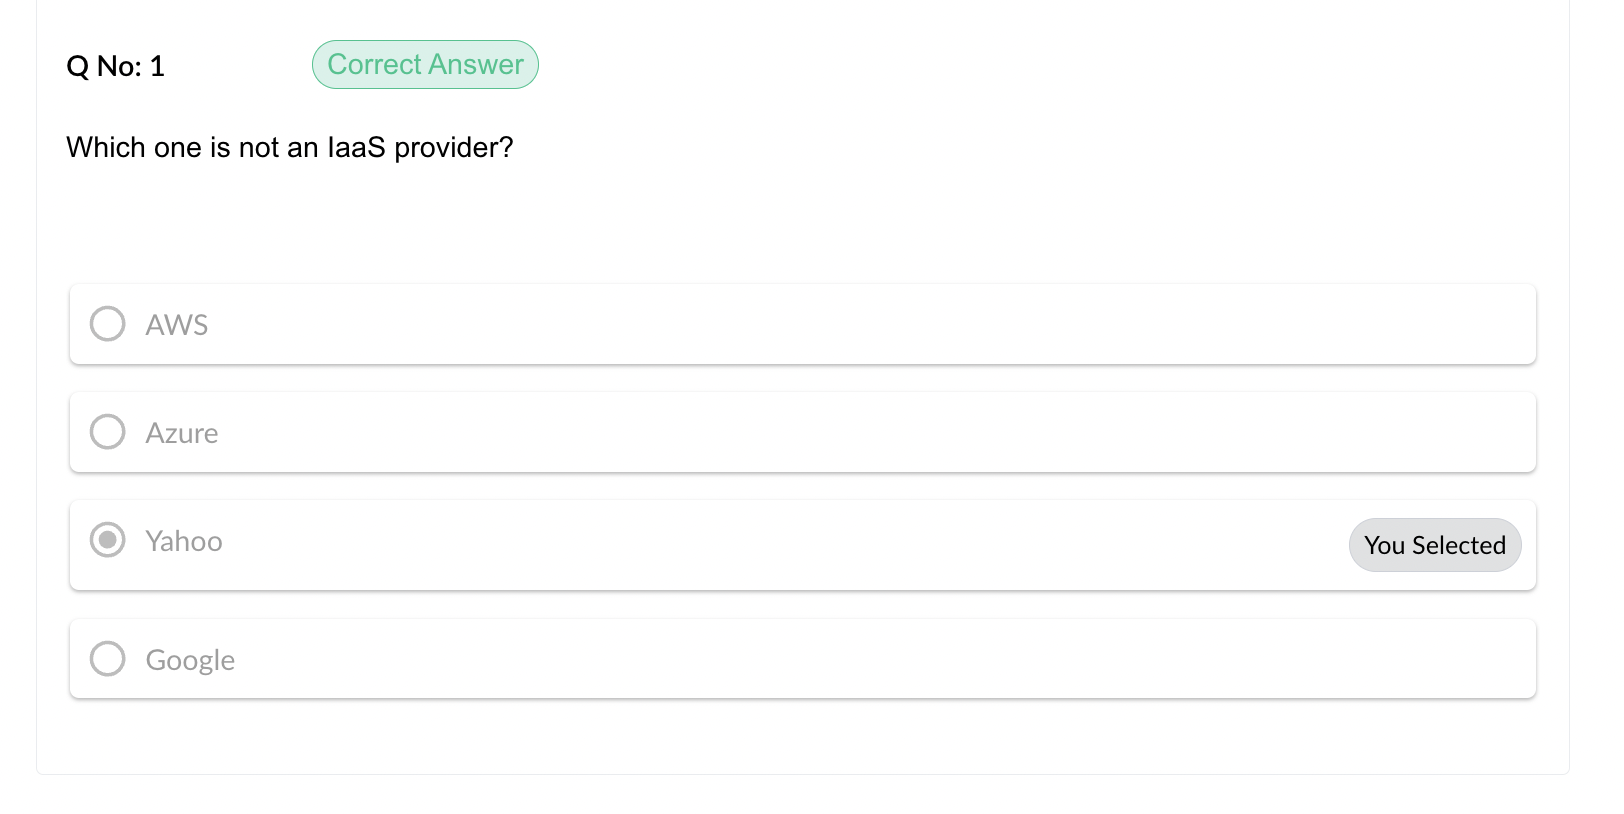 Q No: 1 Correct Answer
Which one is not an IaaS provider?
AWS
Azure
Yahoo You Selected
Google